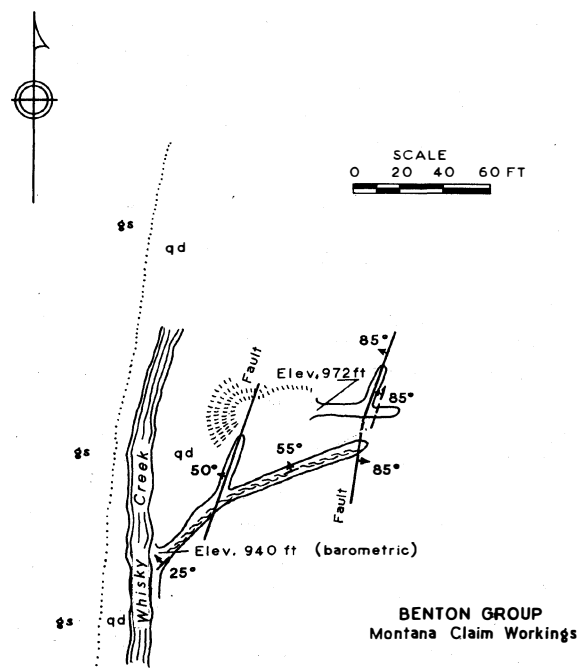 SCALE
0 20 40 60 FT
gs
qd
85°
Fault
Elev. 972 ft
85°
gs
qd
50°
55°
85°
Fault
Whisky Creek
Elev. 940 ft (barometric)
25°
gs
qd
BENTON GROUP
Montana Claim Workings